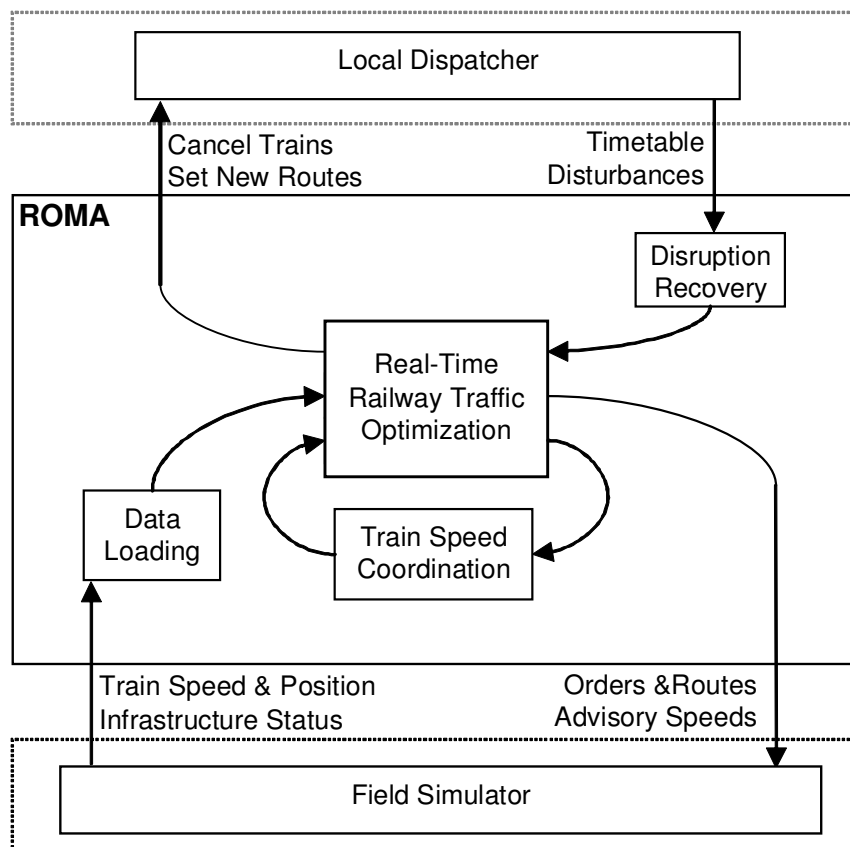 Local Dispatcher
Cancel Trains
Set New Routes
Timetable
Disturbances
ROMA
Disruption
Recovery
Real-Time
Railway Traffic
Optimization
Data
Loading
Train Speed
Coordination
Train Speed & Position
Infrastructure Status
Orders &Routes
Advisory Speeds
Field Simulator